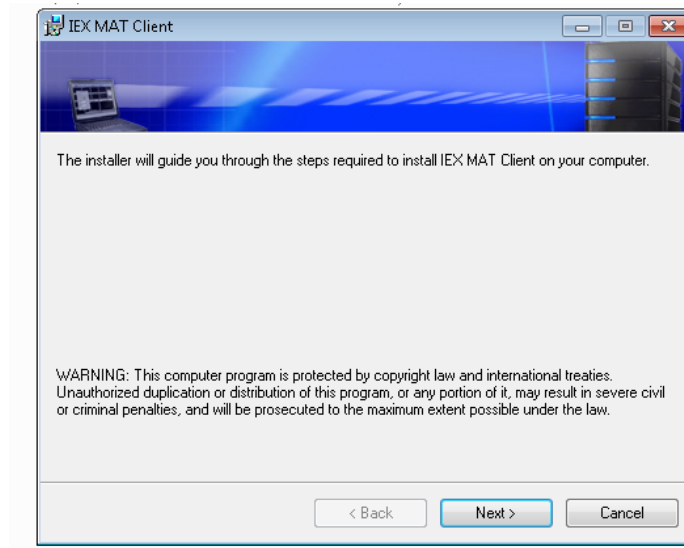 IEX MAT Client
The installer will guide you through the steps required to install IEX MAT Client on your computer.
WARNING: This computer program is protected by copyright law and international treaties.
Unauthorized duplication or distribution of this program, or any portion of it, may result in severe civil
or criminal penalties, and will be prosecuted to the maximum extent possible under the law.
< Back
Next >
Cancel